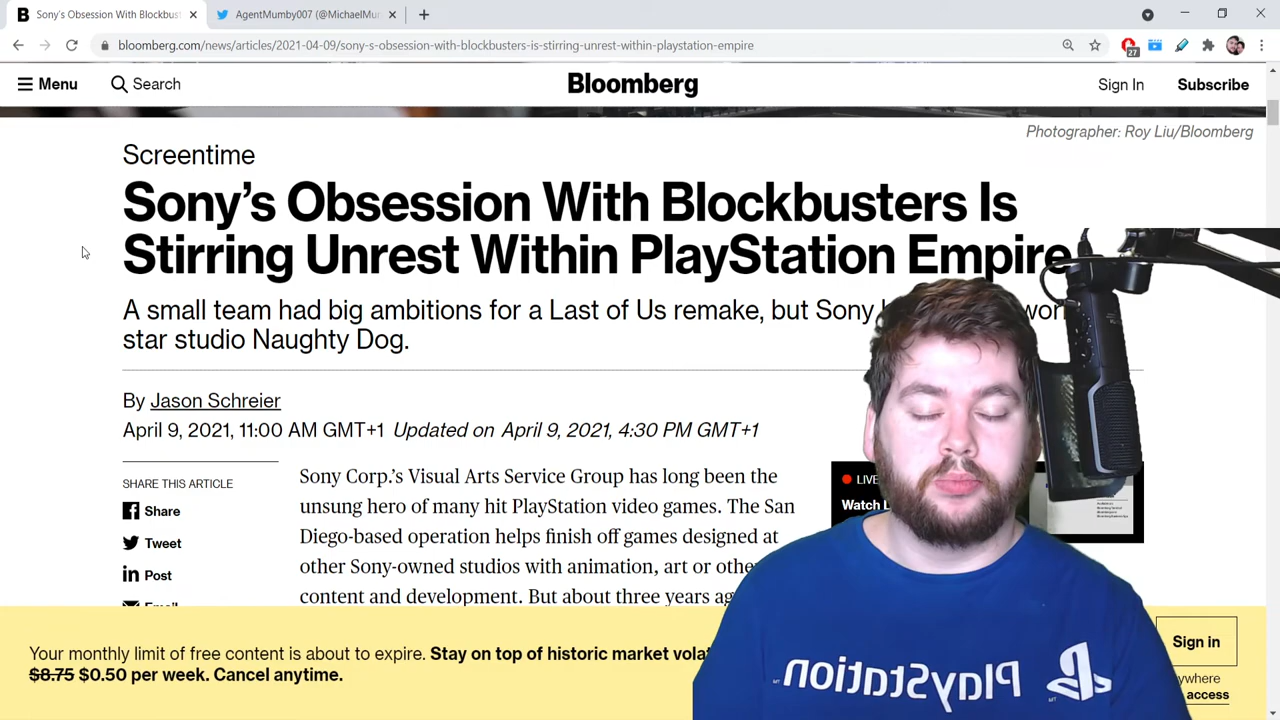 Sony's Obsession With Blockbust
AgentMumby007 (@MichaelMur
bloomberg.com/news/articles/2021-04-09/sony-s-obsession-with-blockbusters-is-stirring-unrest-within-playstation-empire
27
Menu
Search
Bloomberg
Sign In
Subscribe
Photographer: Roy Liu/Bloomberg
Screentime
Sony's Obsession With Blockbusters Is
Stirring Unrest Within PlayStation Empire
A small team had big ambitions for a Last of Us remake, but Sony
star studio Naughty Dog.
By Jason Schreier
April 9, 2021, 11:00 AM GMT+1 Updated on April 9, 2021, 4:30 PM GMT+1
SHARE THIS ARTICLE
Share
Tweet
Post
Email
Sony Corp.'s Visual Arts Service Group has long been the
unsung hero of many hit PlayStation video games. The San
Diego-based operation helps finish off games designed at
other Sony-owned studios with animation, art or othe
content and development. But about three years ag
LIVE
Watch L
Your monthly limit of free content is about to expire. Stay on top of historic market vola
$8.75 $0.50 per week. Cancel anytime.
Sign in
access
PlayStation